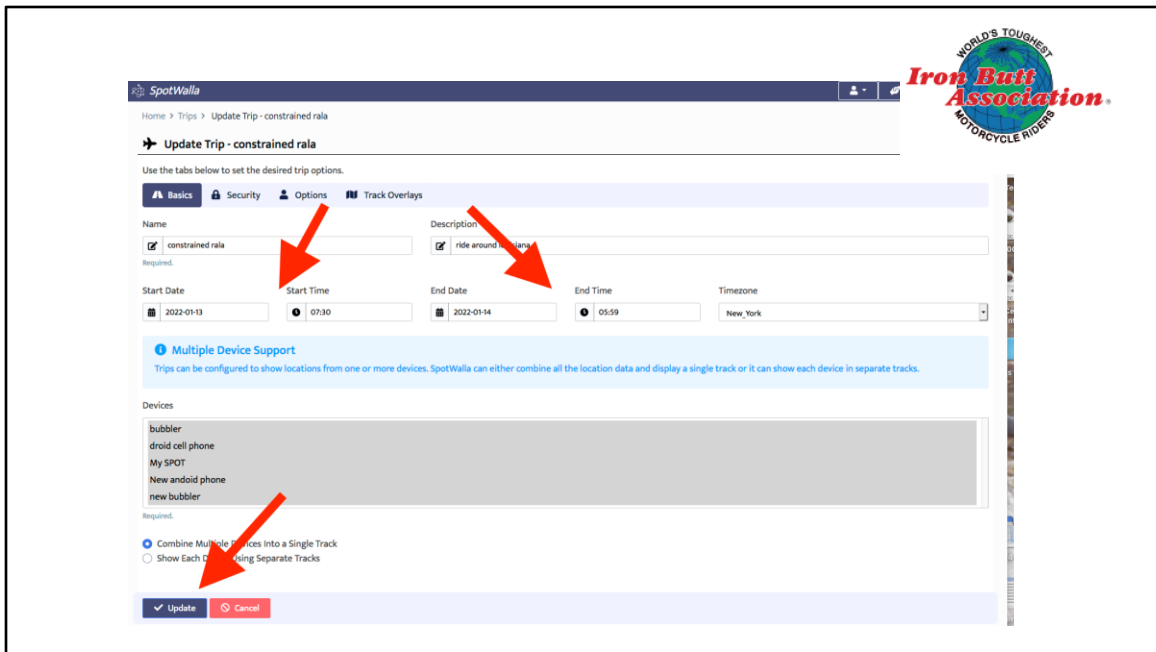 WORLD'S TOUGHEST
Iron Butt
Association.
MOTORCYCLE RIDERS
SpotWalla
Home > Trips > Update Trip - constrained rala
Update Trip - constrained rala
Use the tabs below to set the desired trip options.
Basics Security Options Track Overlays
Name Description
constrained rala ride around
Required.
Start Date Start Time End Date End Time Timezone
2022-01-13 07:30 2022-01-14 05:59 New_York
Multiple Device Support
Trips can be configured to show locations from one or more devices. SpotWalla can either combine all the location data and display a single track or it can show each device in separate tracks.
Devices
bubbler
droid cell phone
My SPOT
New andoid phone
new bubbler
Required.
Combine Multiple Devices Into a Single Track
Show Each Using Separate Tracks
Update Cancel